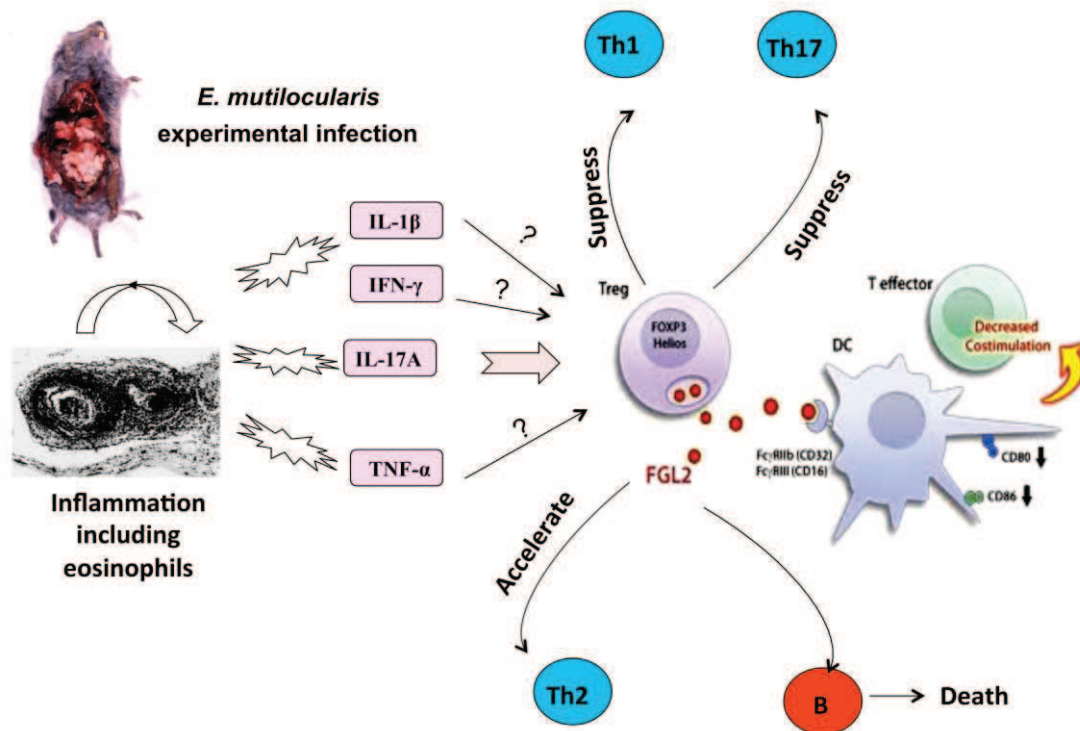 E. mutilocularis
experimental infection
Th1
Th17
Suppress
Suppress
IL-1β
?
IFN-γ
?
IL-17A
TNF-α
?
Inflammation
including
eosinophils
Treg
FOXP3
Helios
FGL2
T effector
Decreased
Costimulation
DC
FcγRIIb (CD32)
FcγRIII (CD16)
CD80
CD86
Accelerate
Th2
B
Death